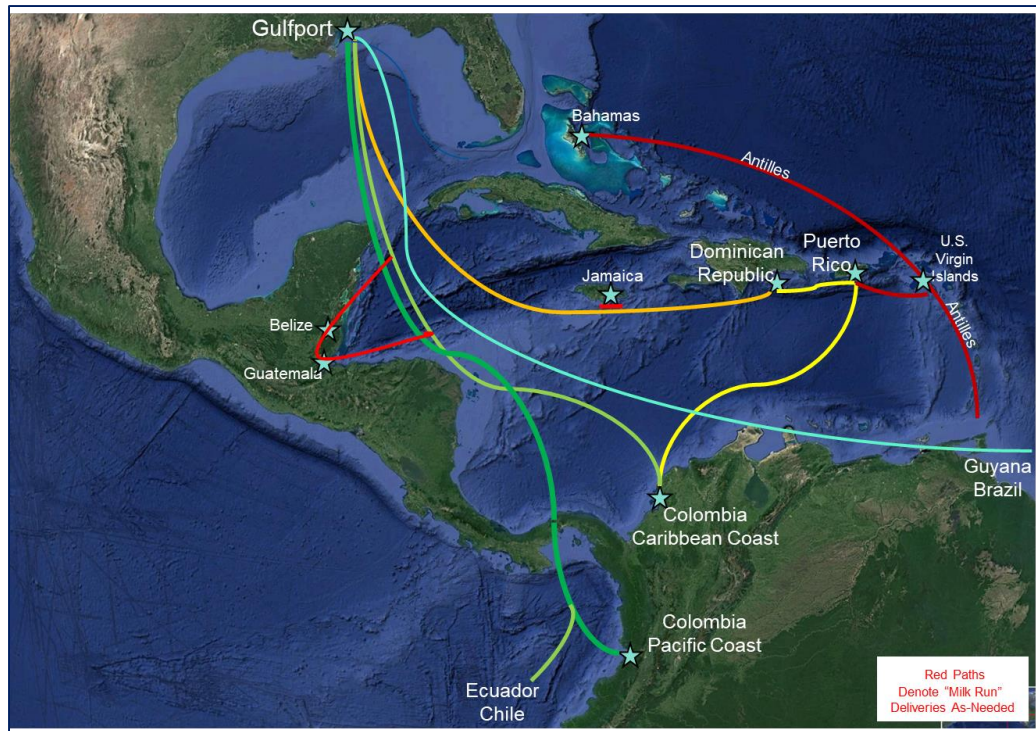 Gulfport
Bahamas
Antilles
Dominican
Republic
Puerto
Rico
U.S.
Virgin
Islands
Jamaica
Antilles
Belize
Guatemala
Guyana
Brazil
Colombia
Caribbean Coast
Colombia
Pacific Coast
Ecuador
Chile
Red Paths
Denote "Milk Run"
Deliveries As-Needed